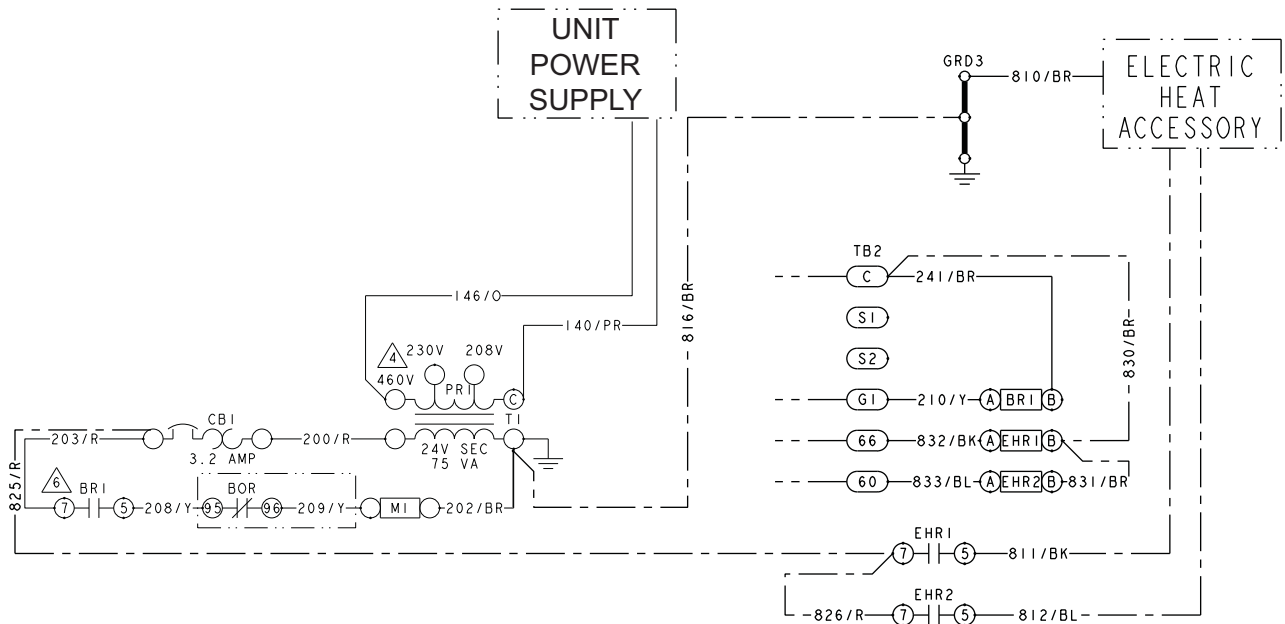 UNIT
POWER
SUPPLY
GRD3
810/BR
ELECTRIC
HEAT
ACCESSORY
TB2
C
241/BR
146/O
S1
816/BR
140/PR
830/BR
4
230V
208V
S2
460V
PR1
C
G1
210/Y
A
BR1
B
CB1
T1
203/R
200/R
24V SEC
75 VA
66
832/BK
A
EHR1
B
3.2 AMP
825/R
6
BR1
BOR
60
833/BL
A
EHR2
B
831/BR
7
5
208/Y
95
96
209/Y
M1
202/BR
EHR1
7
5
811/BK
EHR2
826/R
7
5
812/BL